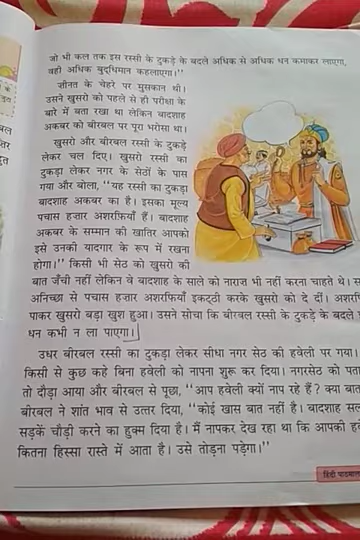 जो भी कल तक इस रस्सी के टुकड़े के बदले अधिक से अधिक धन कमाकर लाएगा,
वही अधिक बुद्धिमान कहलाएगा।"
ज़ीनत के चेहरे पर मुसकान थी।
उसने खुसरो को पहले से ही परीक्षा के
बारे में बता रखा था लेकिन बादशाह
अकबर को बीरबल पर पूरा भरोसा था।
खुसरो और बीरबल रस्सी के टुकड़े
लेकर चल दिए। खुसरो रस्सी का
टुकड़ा लेकर नगर के सेठों के पास
गया और बोला, "यह रस्सी का टुकड़ा
बादशाह अकबर का है। इसका मूल्य
पचास हज़ार अशरफ़ियाँ हैं। बादशाह
अकबर के सम्मान की खातिर आपको
इसे उनकी यादगार के रूप में रखना
होगा।" किसी भी सेठ को खुसरो की
बात जँची नहीं लेकिन वे बादशाह के साले को नाराज़ भी नहीं करना चाहते थे।
अनिच्छा से पचास हज़ार अशरफ़ियाँ इकट्ठी करके खुसरो को दे दीं।
पाकर खुसरो बड़ा खुश हुआ। उसने सोचा कि बीरबल रस्सी के टुकड़े के बदले
धन कभी न ला पाएगा।
उधर बीरबल रस्सी का टुकड़ा लेकर सीधा नगर सेठ की हवेली पर गया।
किसी से कुछ कहे बिना हवेली को नापना शुरू कर दिया। नगरसेठ को पता
तो दौड़ा आया और बीरबल से पूछा, "आप हवेली क्यों नाप रहे हैं? क्या बात
बीरबल ने शांत भाव से उत्तर दिया, "कोई खास बात नहीं है। बादशाह
सड़कें चौड़ी करने का हुक्म दिया है। मैं नापकर देख रहा था कि आपकी
कितना हिस्सा रास्ते में आता है। उसे तोड़ना पड़ेगा।"
हिंदी